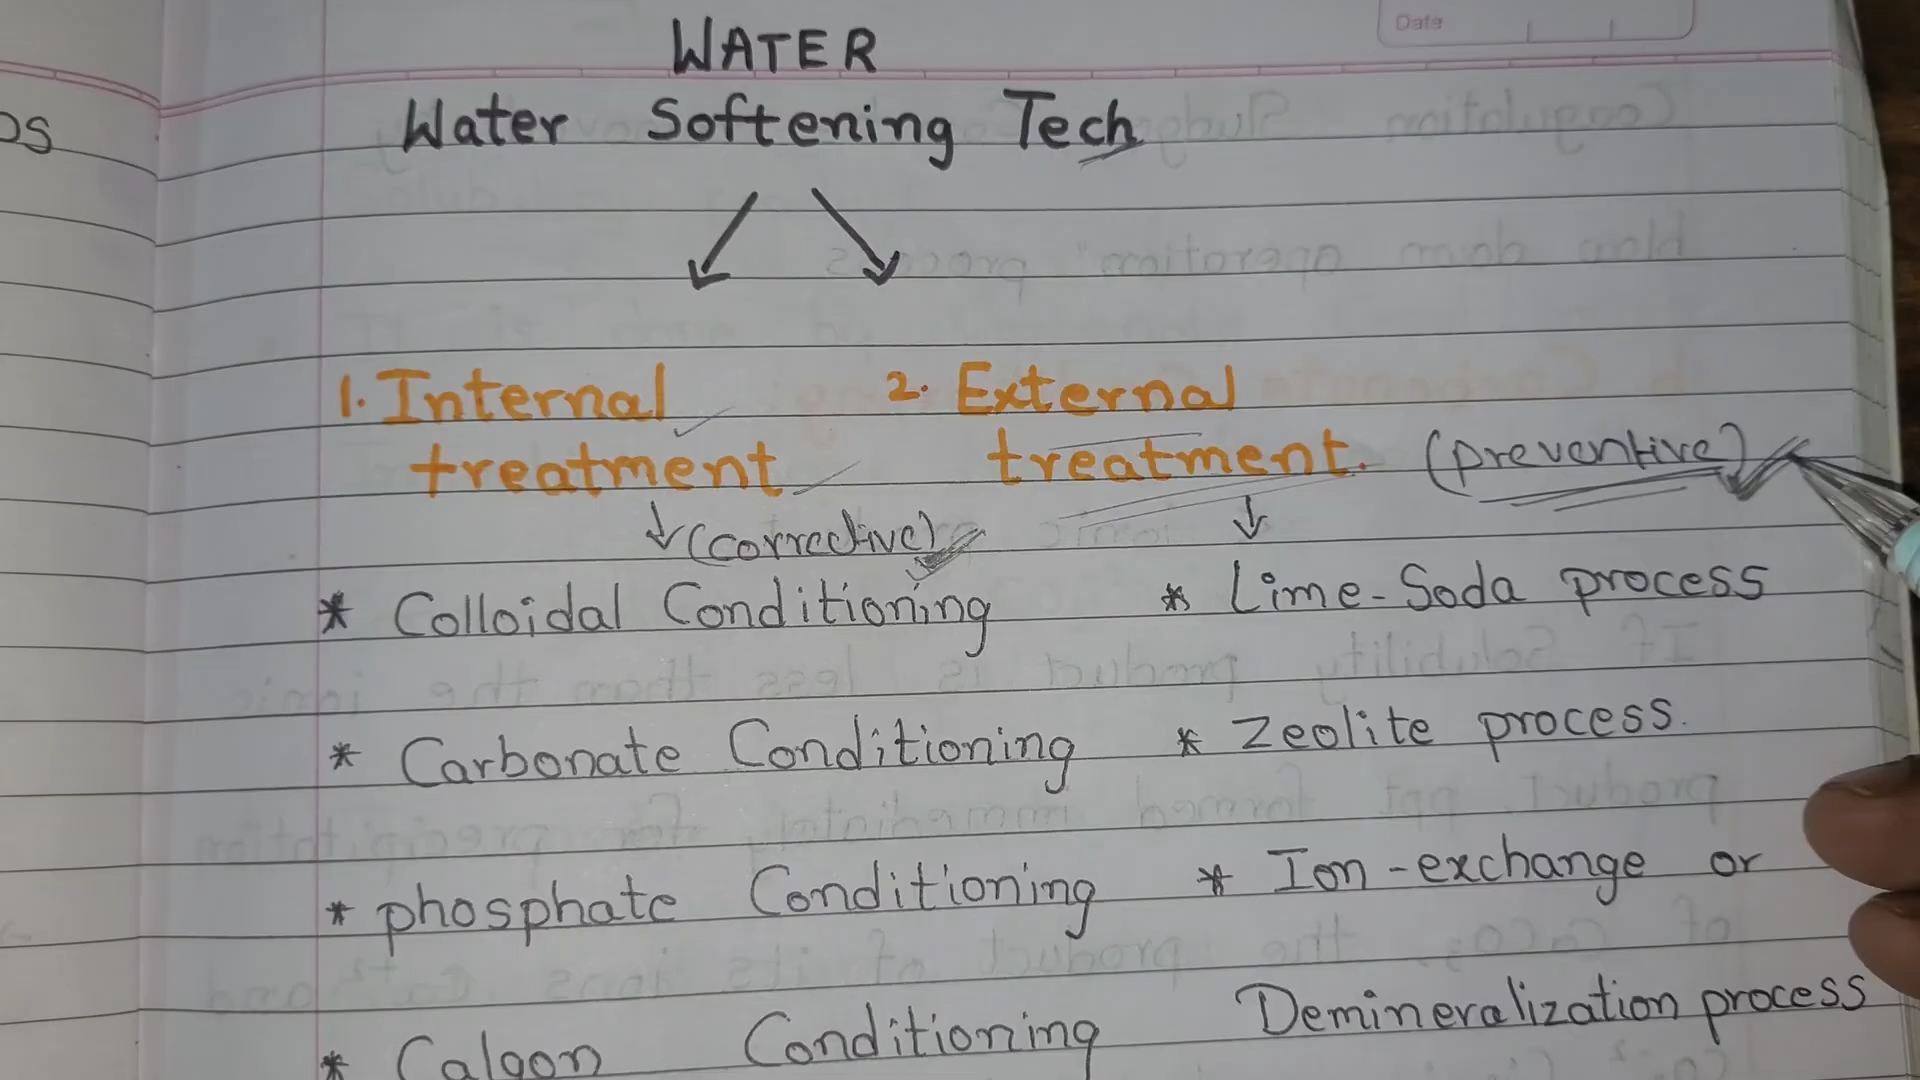 Date
WATER
Water Softening Tech
os
1. Internal treatment
(corrective)
* Colloidal Conditioning
* Carbonate Conditioning
* phosphate Conditioning
* Calgon Conditioning
2. External treatment. (preventive)
* Lime-Soda process
* Zeolite process.
* Ion-exchange or
Demineralization process